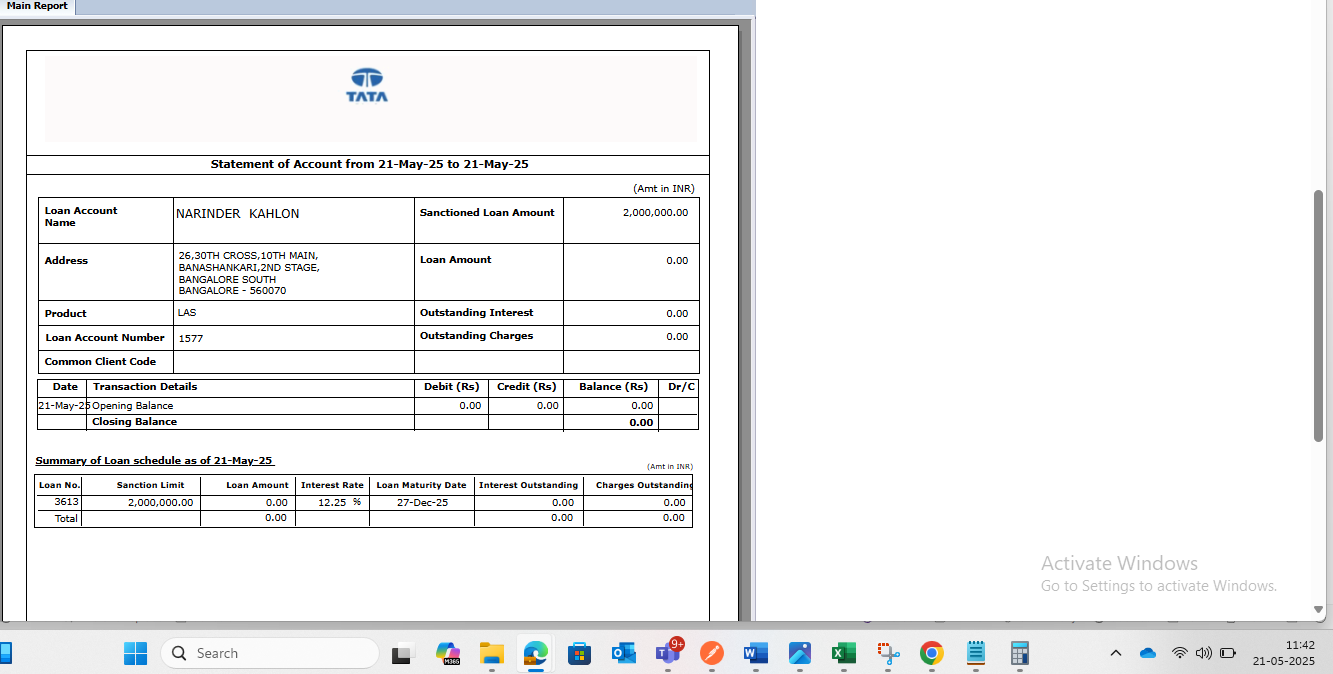 Main Report
TATA
Statement of Account from 21-May-25 to 21-May-25
(Amt in INR)
Loan Account Name NARINDER KAHLON Sanctioned Loan Amount 2,000,000.00
Address 26,30TH CROSS,10TH MAIN, Loan Amount 0.00
BANASHANKARI,2ND STAGE,
BANGALORE SOUTH
BANGALORE - 560070
Product LAS Outstanding Interest 0.00
Loan Account Number 1577 Outstanding Charges 0.00
Common Client Code
Date Transaction Details Debit (Rs) Credit (Rs) Balance (Rs) Dr/C
21-May-25 Opening Balance 0.00 0.00 0.00
Closing Balance 0.00
Summary of Loan schedule as of 21-May-25
(Amt in INR)
Loan No. Sanction Limit Loan Amount Interest Rate Loan Maturity Date Interest Outstanding Charges Outstanding
3613 2,000,000.00 0.00 12.25 % 27-Dec-25 0.00 0.00
Total 0.00 0.00 0.00
Activate Windows
Go to Settings to activate Windows.
Search
M365
9+
11:42
21-05-2025